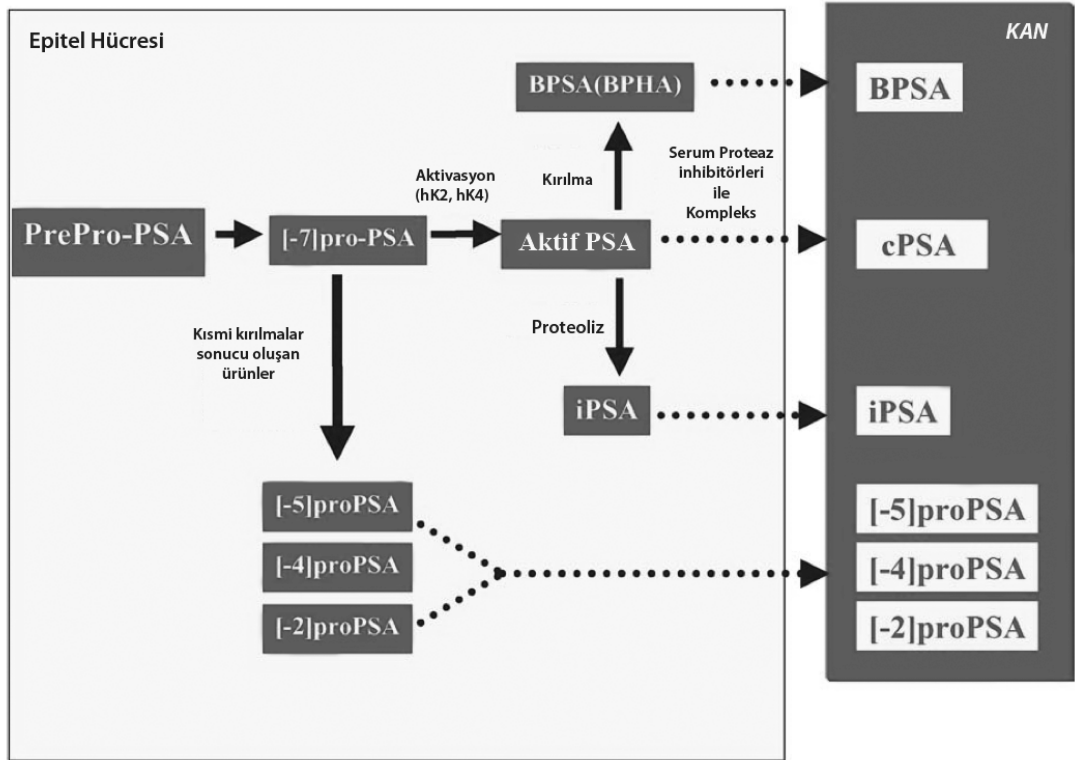 Epitel Hücresi
KAN
BPSA(BPHA)
BPSA
Aktivasyon
(hK2, hK4)
Kırılma
Serum Proteaz
inhibitörleri
ile
Kompleks
PrePro-PSA
[-7]pro-PSA
Aktif PSA
cPSA
Kısmi kırılmalar
sonucu oluşan
ürünler
Proteoliz
iPSA
iPSA
[-5]proPSA
[-4]proPSA
[-2]proPSA
[-5]proPSA
[-4]proPSA
[-2]proPSA